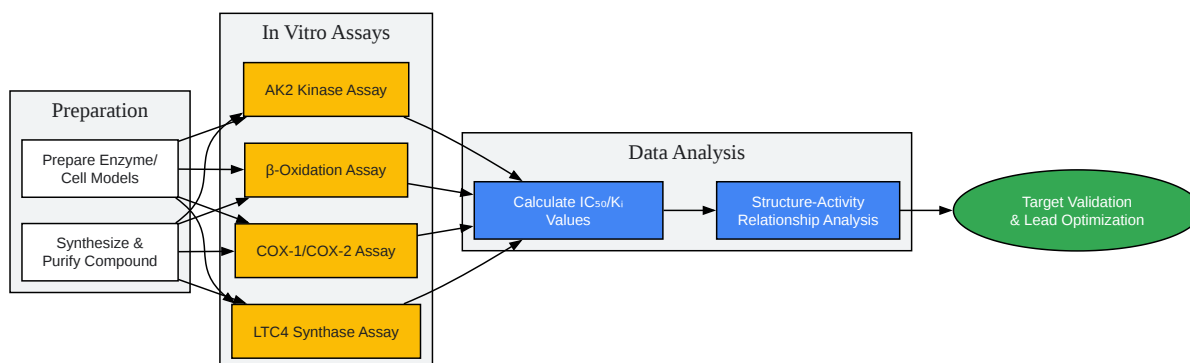 Preparation
Prepare Enzyme/
Cell Models
Synthesize &
Purify Compound
In Vitro Assays
AK2 Kinase Assay
β-Oxidation Assay
COX-1/COX-2 Assay
LTC4 Synthase Assay
Data Analysis
Calculate IC₅₀/Kᵢ
Values
Structure-Activity
Relationship Analysis
Target Validation
& Lead Optimization